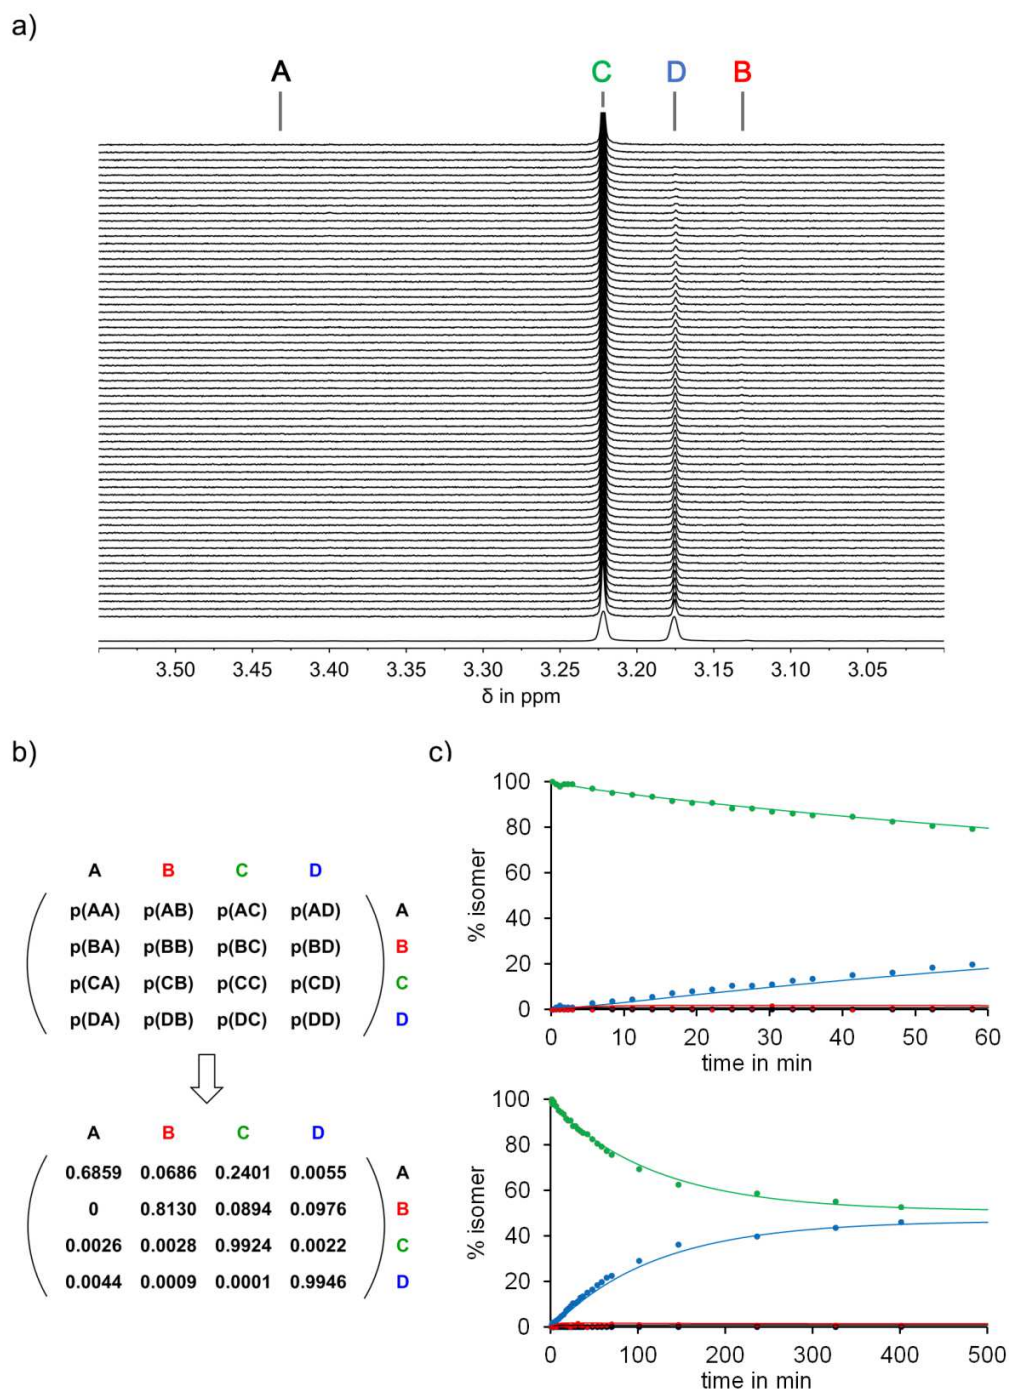 a)
A C D B
3.50 3.45 3.40 3.35 3.30 3.25 3.20 3.15 3.10 3.05
δ in ppm
b)
A B C D
p(AA) p(AB) p(AC) p(AD) A
p(BA) p(BB) p(BC) p(BD) B
p(CA) p(CB) p(CC) p(CD) C
p(DA) p(DB) p(DC) p(DD) D
A B C D
0.6859 0.0686 0.2401 0.0055 A
0 0.8130 0.0894 0.0976 B
0.0026 0.0028 0.9924 0.0022 C
0.0044 0.0009 0.0001 0.9946 D
c)
% isomer
100
80
60
40
20
0
0 10 20 30 40 50 60
time in min
% isomer
100
80
60
40
20
0
0 100 200 300 400 500
time in min